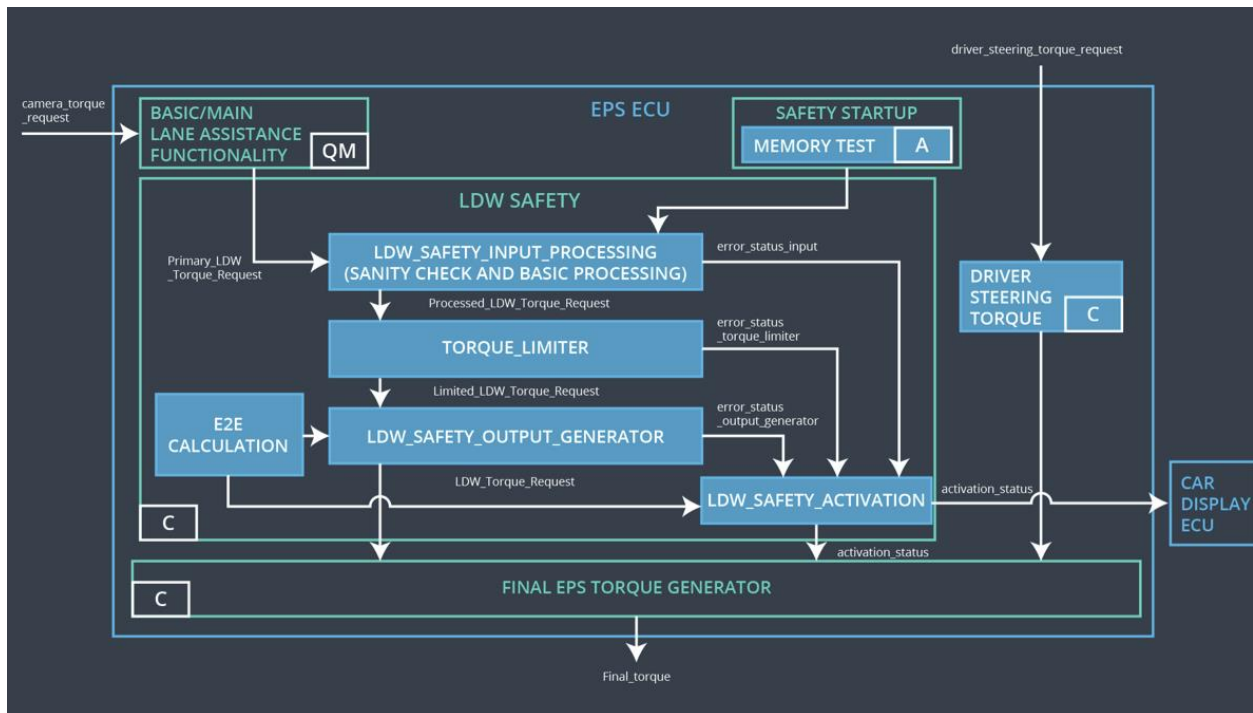 driver_steering_torque_request
camera_torque
_request
EPS ECU
BASIC/MAIN
LANE ASSISTANCE
FUNCTIONALITY
QM
SAFETY STARTUP
MEMORY TEST
A
LDW SAFETY
Primary_LDW
_Torque_Request
LDW_SAFETY_INPUT_PROCESSING
(SANITY CHECK AND BASIC PROCESSING)
error_status_input
Processed_LDW_Torque_Request
DRIVER
STEERING
TORQUE
C
TORQUE_LIMITER
error_status
_torque_limiter
Limited_LDW_Torque_Request
E2E
CALCULATION
LDW_SAFETY_OUTPUT_GENERATOR
error_status
_output_generator
LDW_Torque_Request
LDW_SAFETY_ACTIVATION
activation_status
CAR
DISPLAY
ECU
C
activation_status
C
FINAL EPS TORQUE GENERATOR
Final_torque